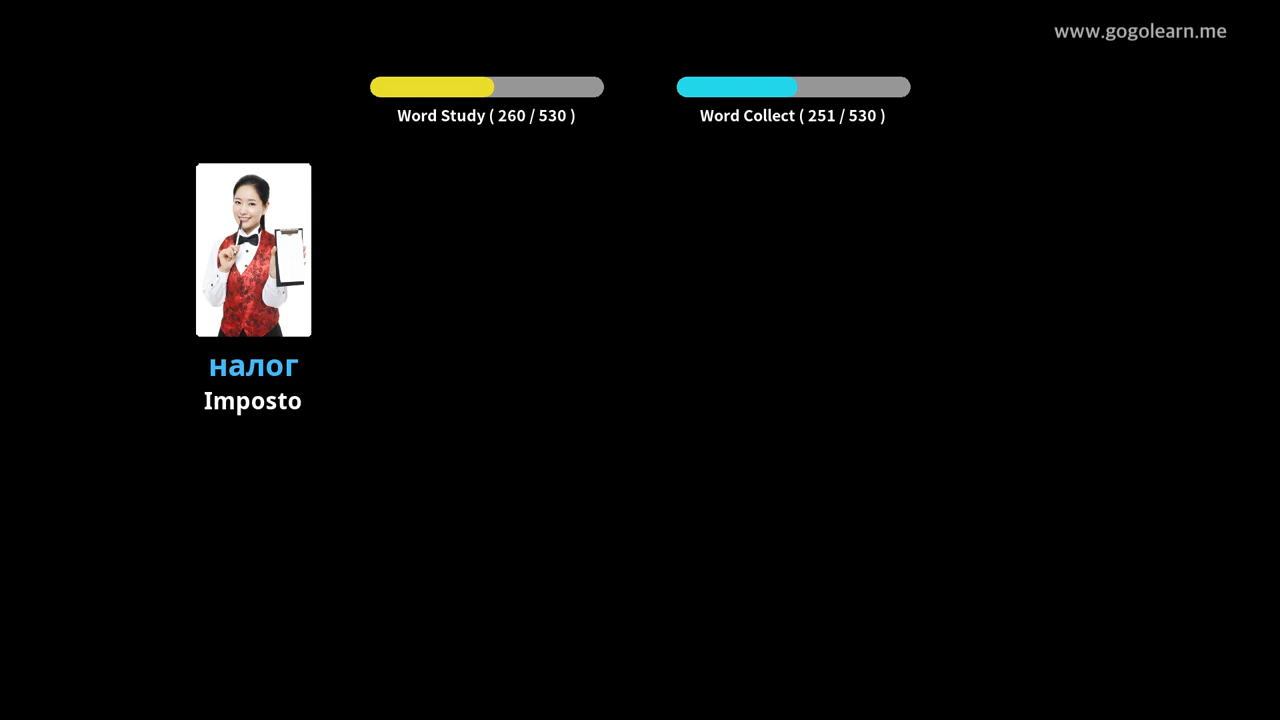 www.gogolearn.me
Word Study ( 260 / 530 )
Word Collect ( 251 / 530 )
налог
Imposto